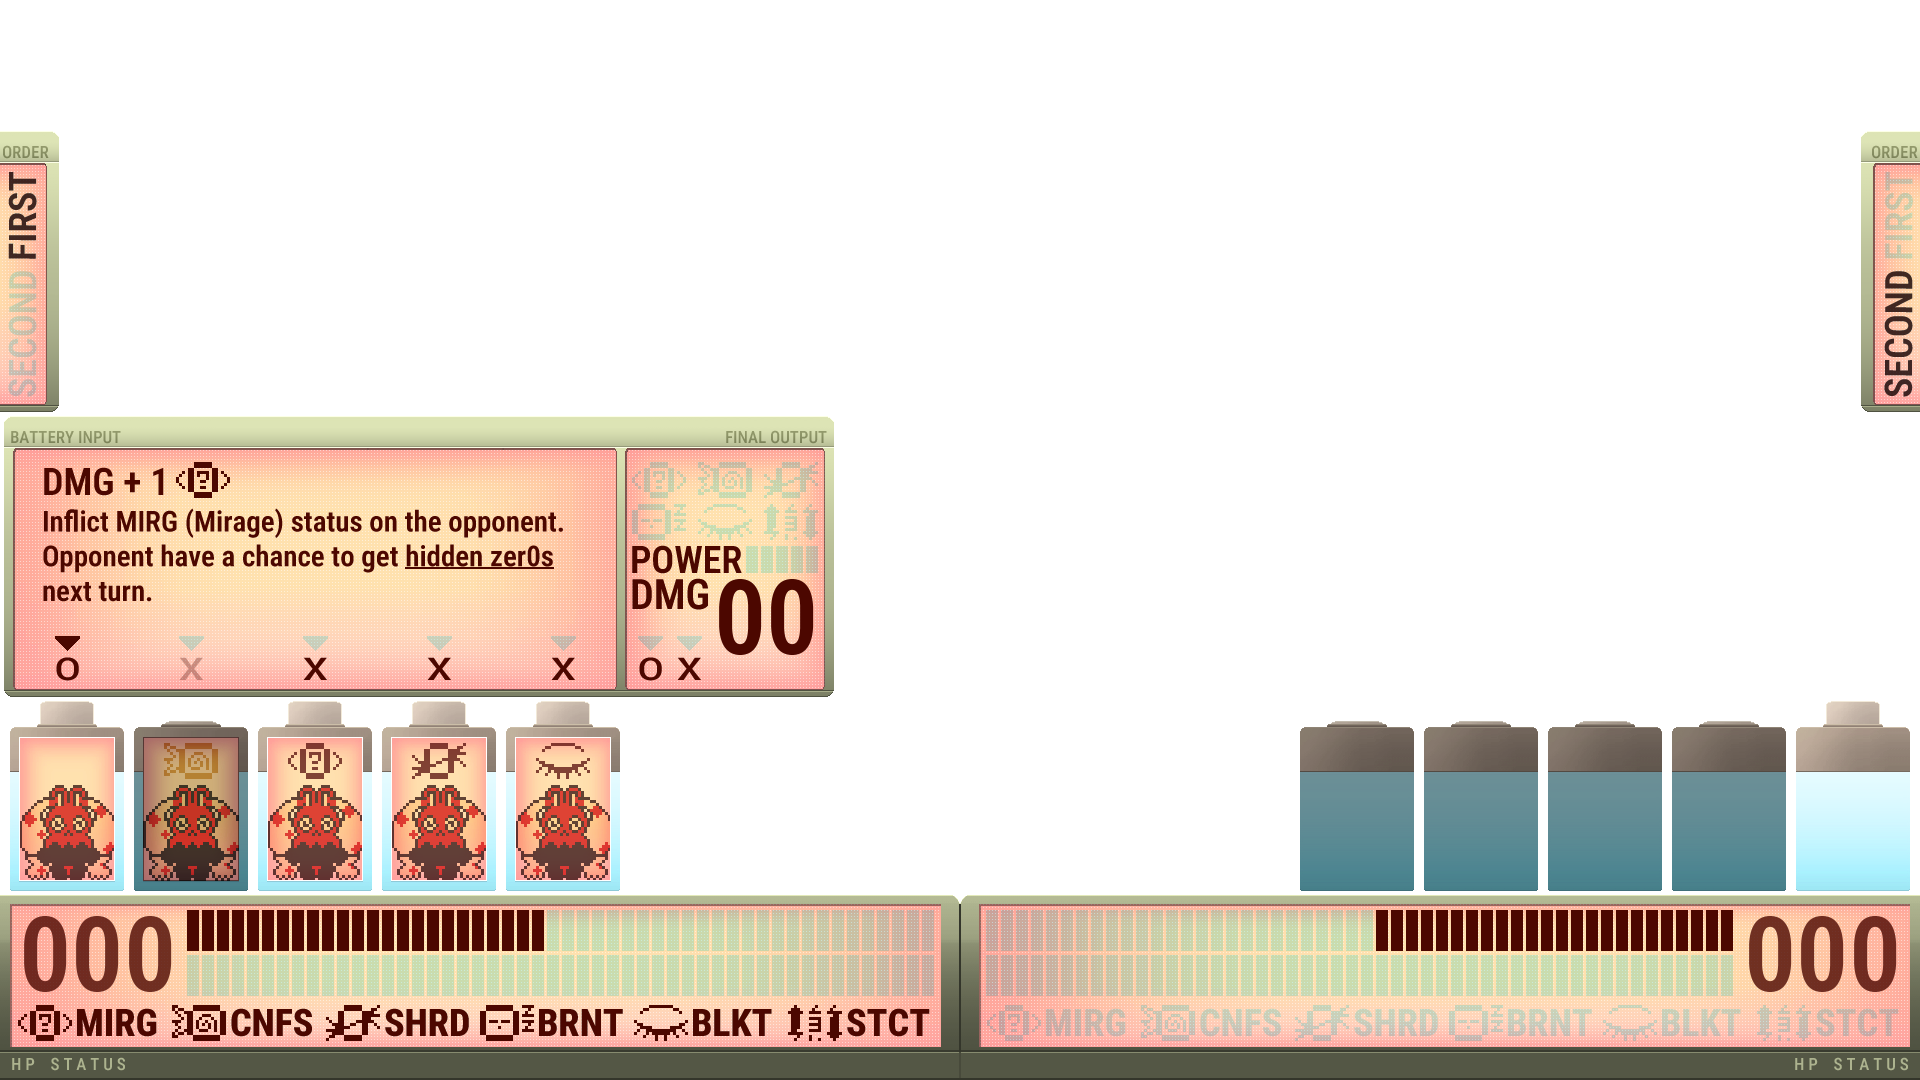 ORDER
FIRST
SECOND
ORDER
FIRST
SECOND
BATTERY INPUT
FINAL OUTPUT
DMG + 1
Inflict MIRG (Mirage) status on the opponent.
Opponent have a chance to get hidden zer0s
next turn.
O X X X X
POWER
DMG 00
O X
000
MIRG CNFS SHRD BRNT BLKT STCT
HP STATUS
000
MIRG CNFS SHRD BRNT BLKT STCT
HP STATUS